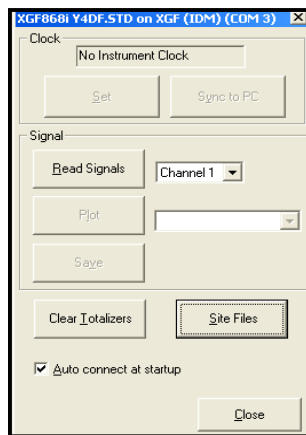 XGF868i Y4DF.STD on XGF (IDM) (COM 3)
Clock
No Instrument Clock
Set
Sync to PC
Signal
Read Signals
Channel 1
Plot
Save
Clear Totalizers
Site Files
Auto connect at startup
Close